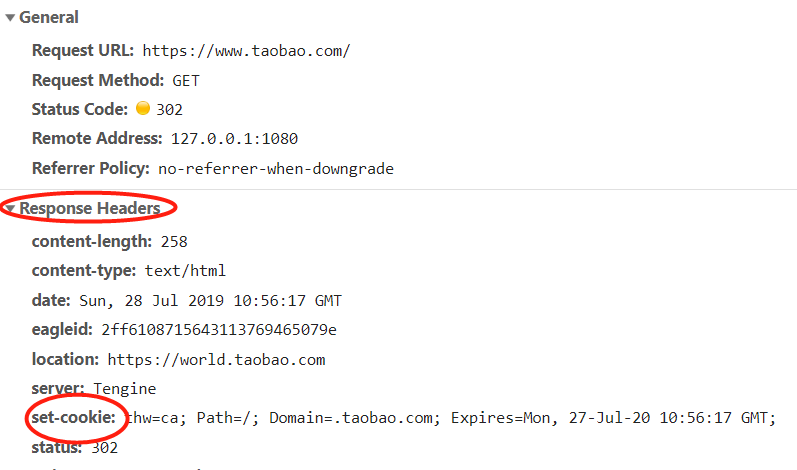 General
Request URL: https://www.taobao.com/
Request Method: GET
Status Code: 302
Remote Address: 127.0.0.1:1080
Referrer Policy: no-referrer-when-downgrade
Response Headers
content-length: 258
content-type: text/html
date: Sun, 28 Jul 2019 10:56:17 GMT
eagleid: 2ff6108715643113769465079e
location: https://world.taobao.com
server: Tengine
set-cookie: thw=ca; Path=/; Domain=.taobao.com; Expires=Mon, 27-Jul-20 10:56:17 GMT;
status: 302